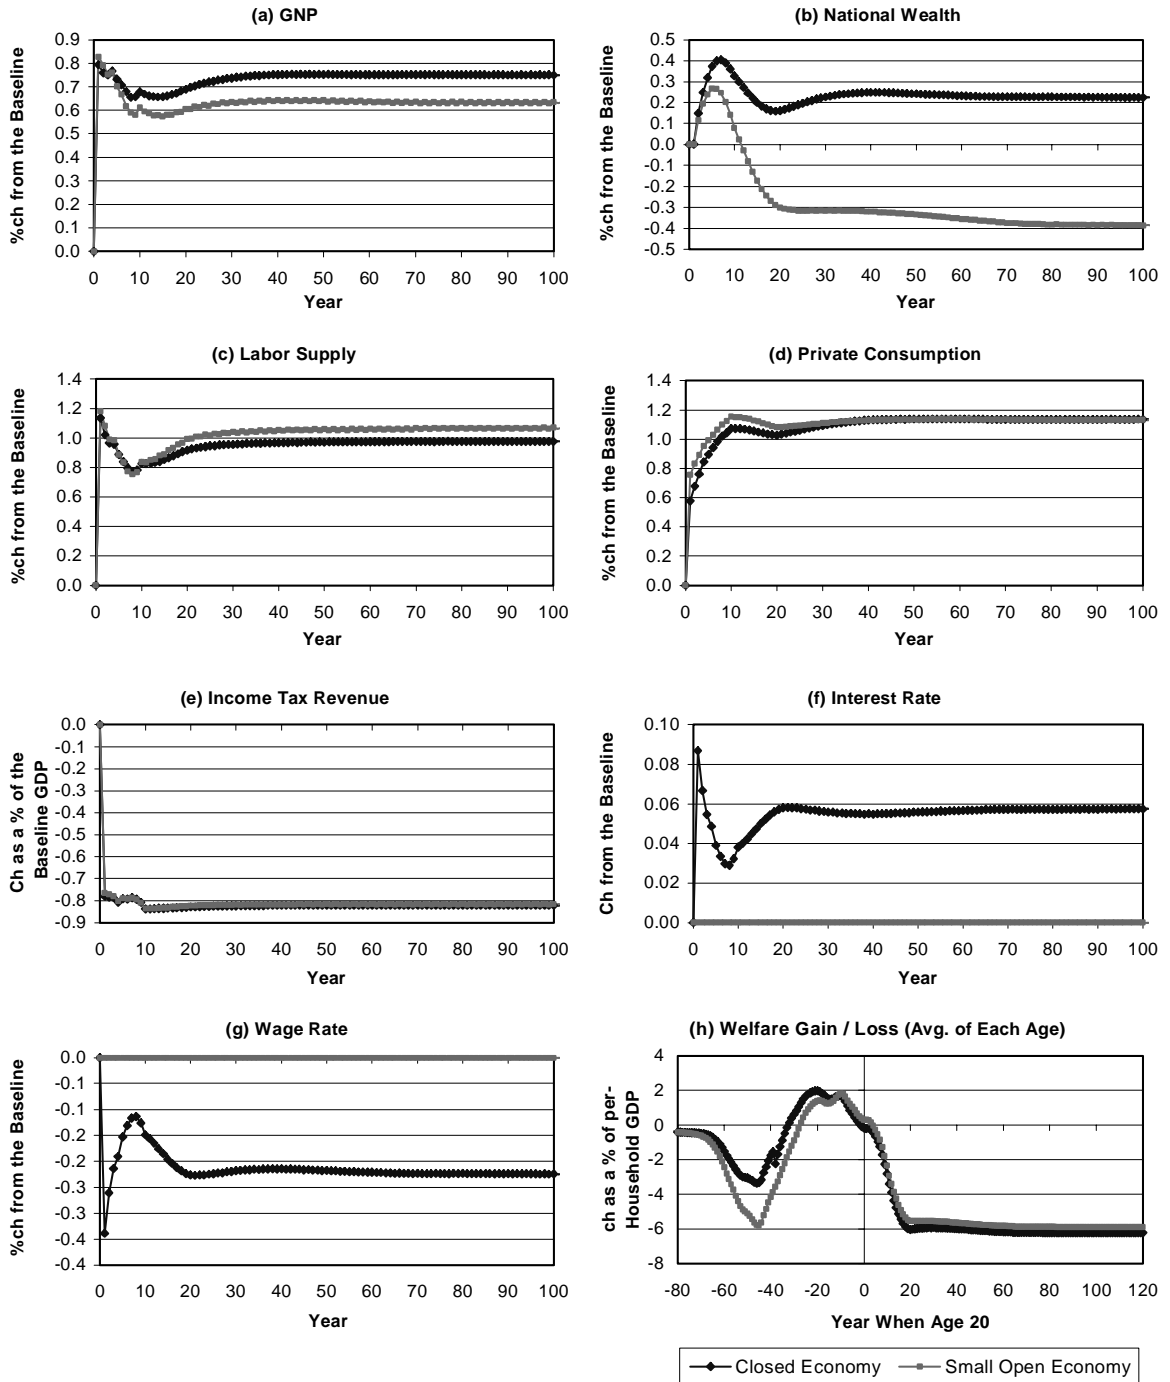 (a) GNP
%ch from the Baseline
0.9
0.8
0.7
0.6
0.5
0.4
0.3
0.2
0.1
0.0
0 10 20 30 40 50 60 70 80 90 100
Year
(b) National Wealth
%ch from the Baseline
0.5
0.4
0.3
0.2
0.1
0.0
-0.1
-0.2
-0.3
-0.4
-0.5
0 10 20 30 40 50 60 70 80 90 100
Year
(c) Labor Supply
%ch from the Baseline
1.4
1.2
1.0
0.8
0.6
0.4
0.2
0.0
0 10 20 30 40 50 60 70 80 90 100
Year
(d) Private Consumption
%ch from the Baseline
1.4
1.2
1.0
0.8
0.6
0.4
0.2
0.0
0 10 20 30 40 50 60 70 80 90 100
Year
(e) Income Tax Revenue
Ch as a % of the
Baseline GDP
0.0
-0.1
-0.2
-0.3
-0.4
-0.5
-0.6
-0.7
-0.8
-0.9
0 10 20 30 40 50 60 70 80 90 100
Year
(f) Interest Rate
Ch from the Baseline
0.10
0.08
0.06
0.04
0.02
0.00
0 10 20 30 40 50 60 70 80 90 100
Year
(g) Wage Rate
%ch from the Baseline
0.0
-0.1
-0.1
-0.2
-0.2
-0.3
-0.3
-0.4
-0.4
0 10 20 30 40 50 60 70 80 90 100
Year
(h) Welfare Gain / Loss (Avg. of Each Age)
ch as a % of per-
Household GDP
4
2
0
-2
-4
-6
-8
-80 -60 -40 -20 0 20 40 60 80 100 120
Year When Age 20
Closed Economy Small Open Economy